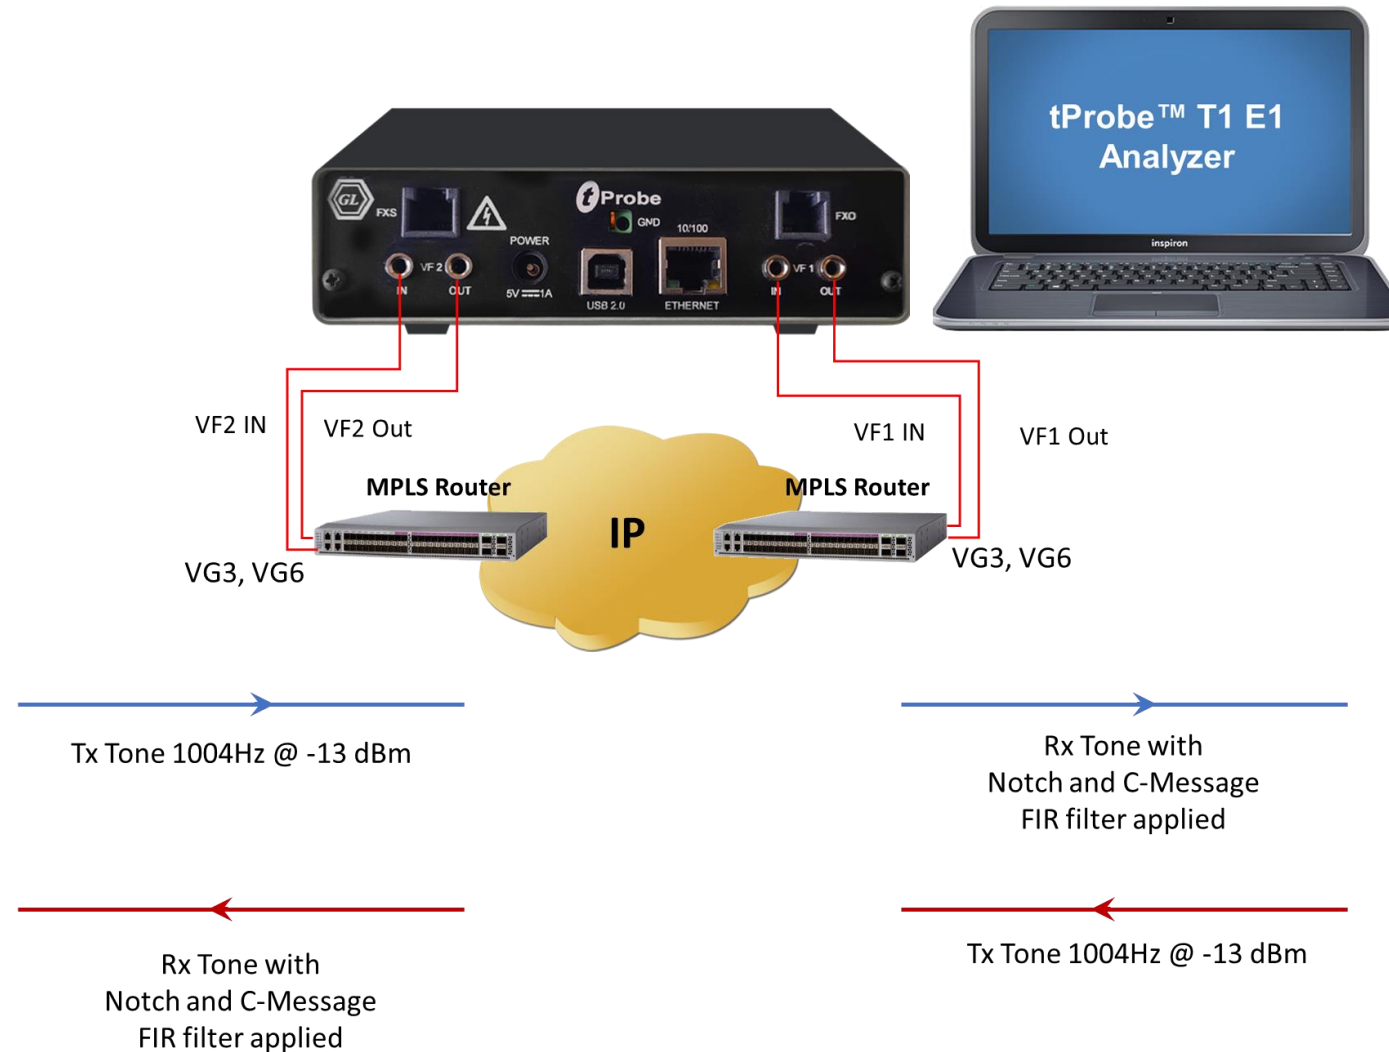 tProbe™ T1 E1
Analyzer
inspiron
GL
FXS
tProbe
GND
10/100
FXO
POWER
VF 2
VF 1
IN
OUT
5V 1A
USB 2.0
ETHERNET
IN
OUT
VF2 IN
VF2 Out
VF1 IN
VF1 Out
MPLS Router
MPLS Router
IP
VG3, VG6
VG3, VG6
Tx Tone 1004Hz @ -13 dBm
Rx Tone with
Notch and C-Message
FIR filter applied
Rx Tone with
Notch and C-Message
FIR filter applied
Tx Tone 1004Hz @ -13 dBm